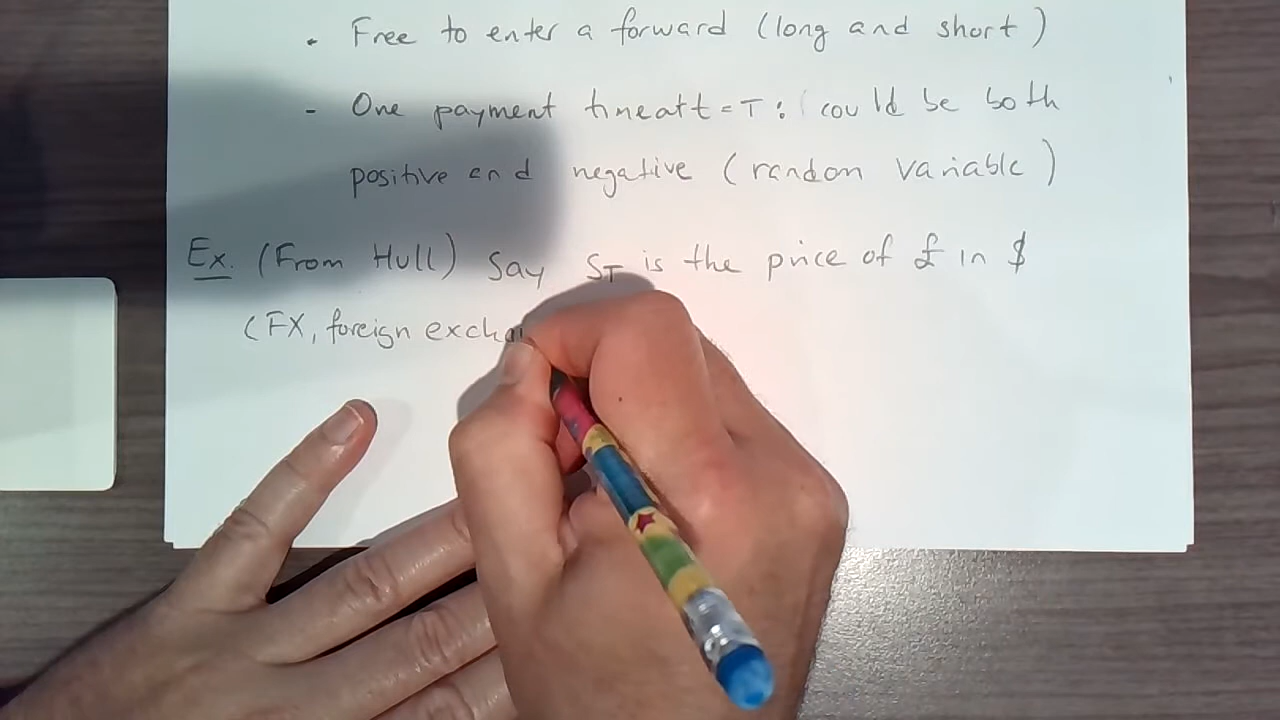 • Free to enter a forward (long and short)
- One payment time at t = T : could be both
positive and negative (random variable)
Ex. (From Hull) Say S_T is the price of £ in $
(FX, foreign excha